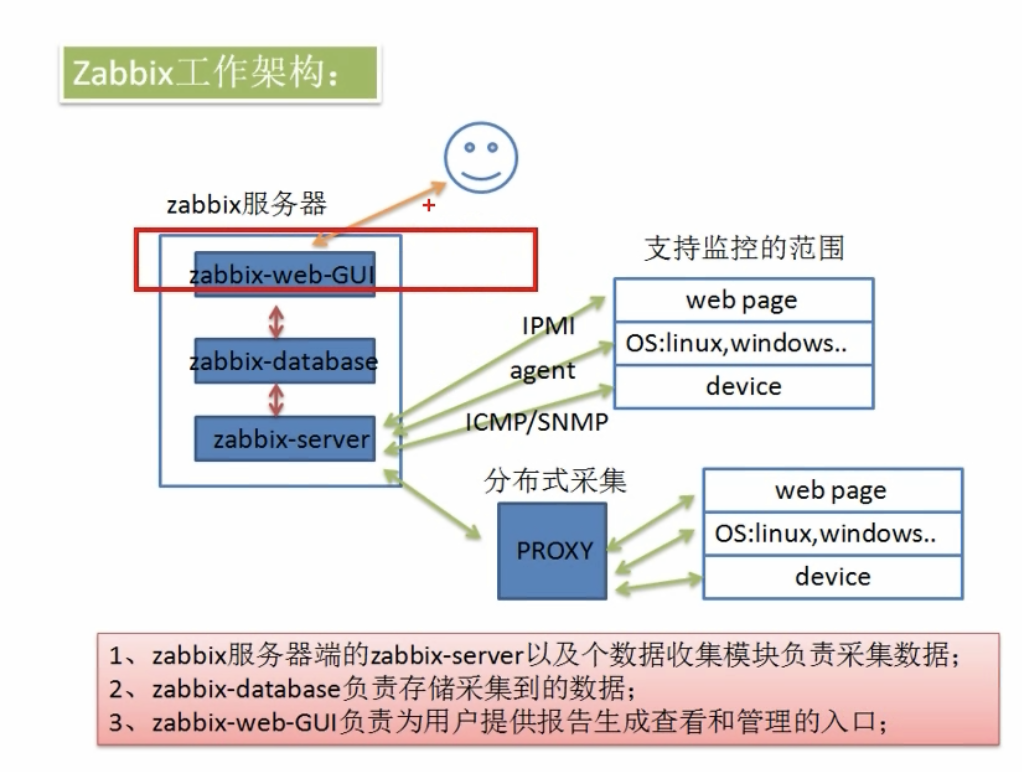 Zabbix工作架构：
zabbix服务器
zabbix-web-GUI
支持监控的范围
web page
IPMI
OS:linux,windows..
zabbix-database
agent
device
ICMP/SNMP
zabbix-server
分布式采集
web page
PROXY
OS:linux,windows..
device
1、zabbix服务器端的zabbix-server以及个数据收集模块负责采集数据；
2、zabbix-database负责存储采集到的数据；
3、zabbix-web-GUI负责为用户提供报告生成查看和管理的入口；